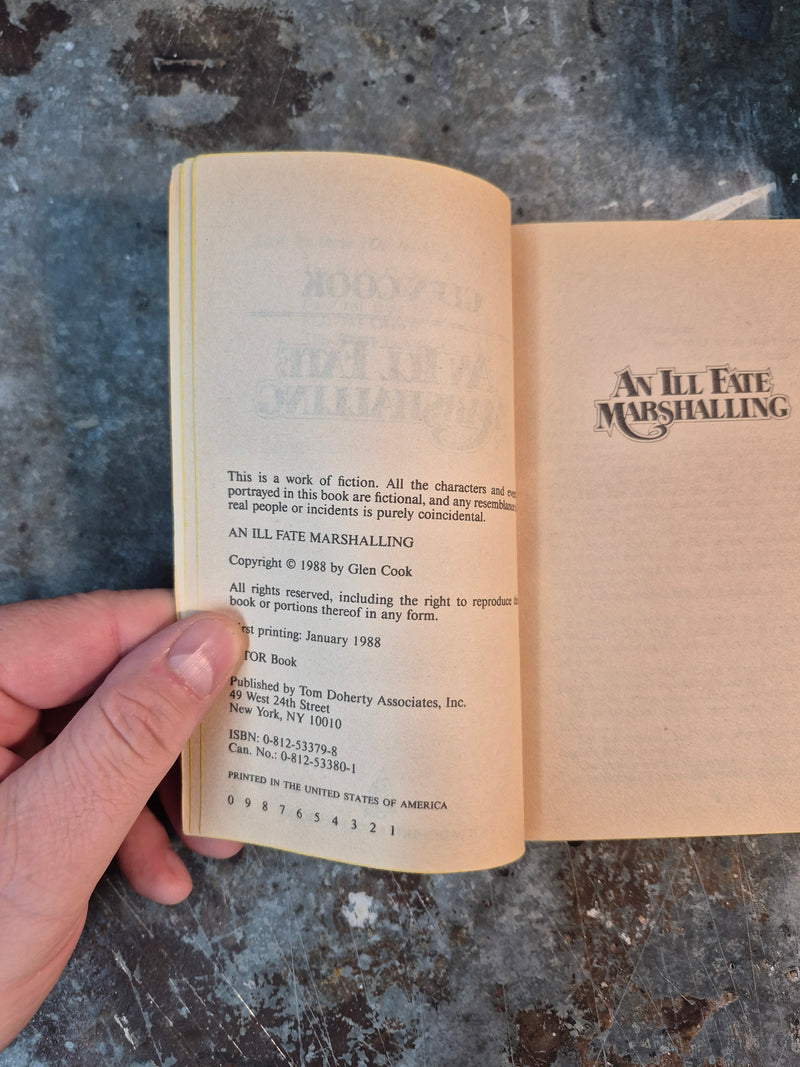 This is a work of fiction. All the characters and
portrayed in this book are fictional, and any resemblance
real people or incidents is purely coincidental.
AN ILL FATE MARSHALLING
Copyright © 1988 by Glen Cook
All rights reserved, including the right to reproduce
book or portions thereof in any form.
printing: January 1988
TOR Book
Published by Tom Doherty Associates, Inc.
49 West 24th Street
New York, NY 10010
ISBN: 0-812-53379-8
Can. No.: 0-812-53380-1
PRINTED IN THE UNITED STATES OF AMERICA
0 9 8 7 6 5 4 3 2 1
AN ILL FATE
MARSHALLING